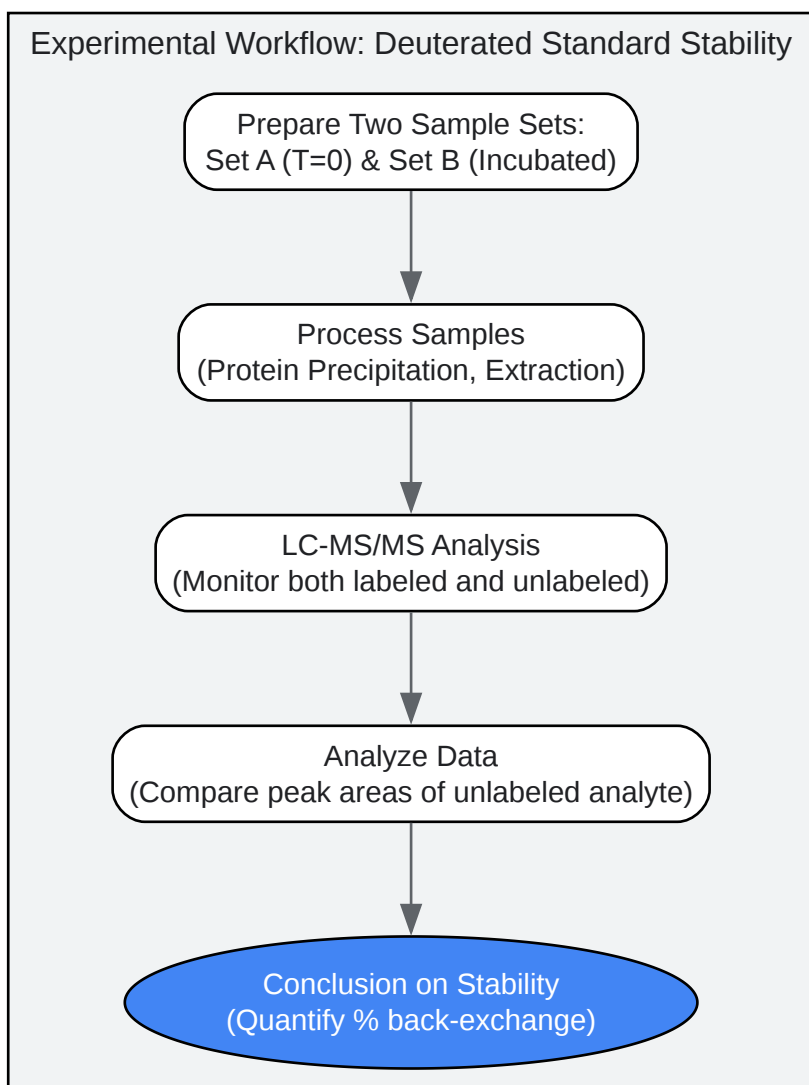 Experimental Workflow: Deuterated Standard Stability
Prepare Two Sample Sets:
Set A (T=0) & Set B (Incubated)
Process Samples
(Protein Precipitation, Extraction)
LC-MS/MS Analysis
(Monitor both labeled and unlabeled)
Analyze Data
(Compare peak areas of unlabeled analyte)
Conclusion on Stability
(Quantify % back-exchange)